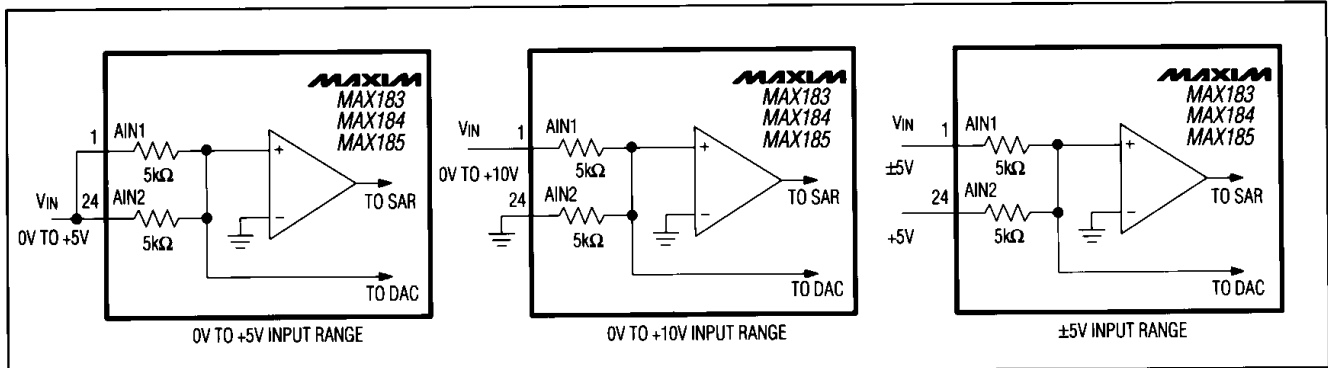 MAXIM
MAX183
MAX184
MAX185
1
AIN1
5kΩ
+
VIN
24
AIN2
−
TO SAR
0V TO +5V
5kΩ
TO DAC
0V TO +5V INPUT RANGE
MAXIM
MAX183
MAX184
MAX185
VIN
1
AIN1
0V TO +10V
5kΩ
+
24
AIN2
−
TO SAR
5kΩ
TO DAC
0V TO +10V INPUT RANGE
MAXIM
MAX183
MAX184
MAX185
VIN
1
AIN1
±5V
5kΩ
+
24
AIN2
−
TO SAR
+5V
5kΩ
TO DAC
±5V INPUT RANGE